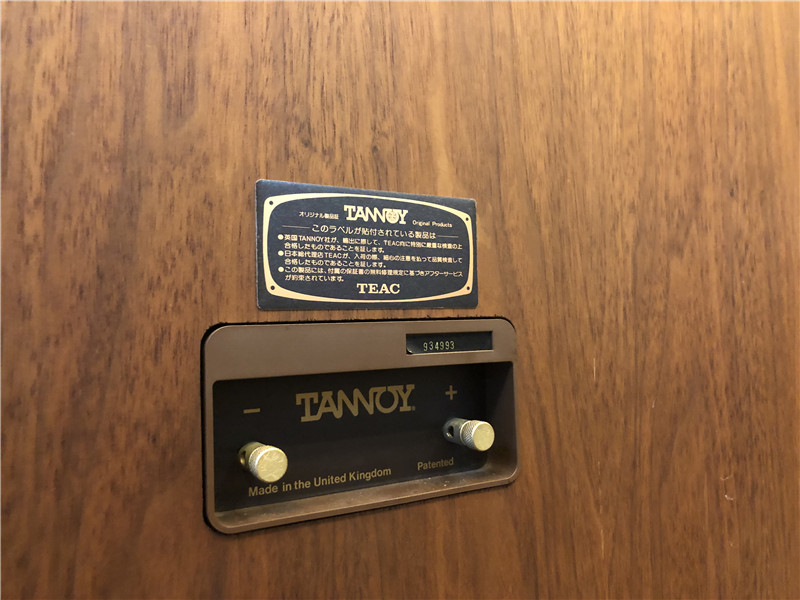 オリジナル製品証 TANNOY Original Products
このラベルが貼付されている製品は
●英国TANNOY社が、輸出に際して、TEAC向に特別に厳重な検査の上
合格したものであることを証します。
●日本総代理店TEACが、入荷の際、細心の注意を払って品質検査して
合格したものであることを証します。
●この製品には、付属の保証書の無料修理規定に基づきアフターサービス
が約束されています。
TEAC
934993
− TANNOY® +
Made in the United Kingdom Patented